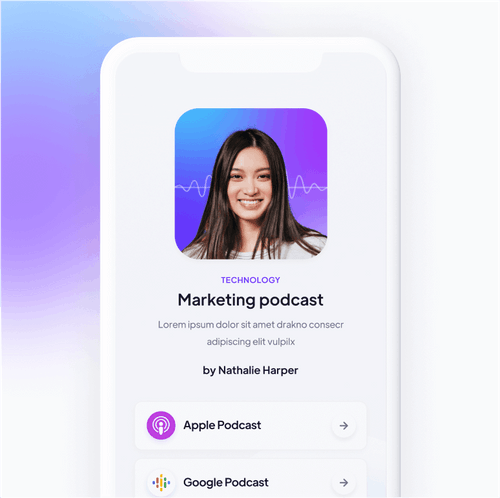 TECHNOLOGY
Marketing podcast
Lorem ipsum dolor sit amet drakno consecr
adipiscing elit vulpilx
by Nathalie Harper
Apple Podcast
Google Podcast